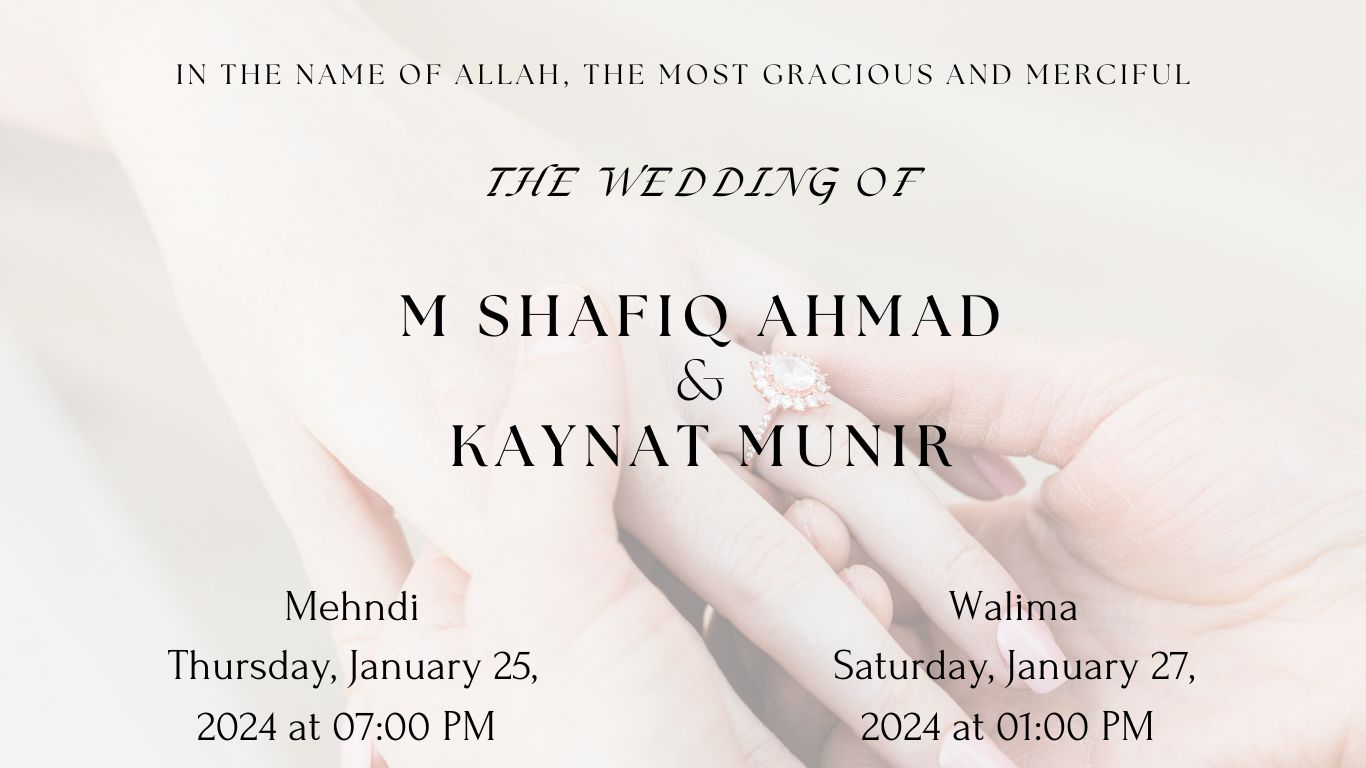 IN THE NAME OF ALLAH, THE MOST GRACIOUS AND MERCIFUL
THE WEDDING OF
M SHAFIQ AHMAD
&
KAYNAT MUNIR
Mehndi
Thursday, January 25,
2024 at 07:00 PM
Walima
Saturday, January 27,
2024 at 01:00 PM